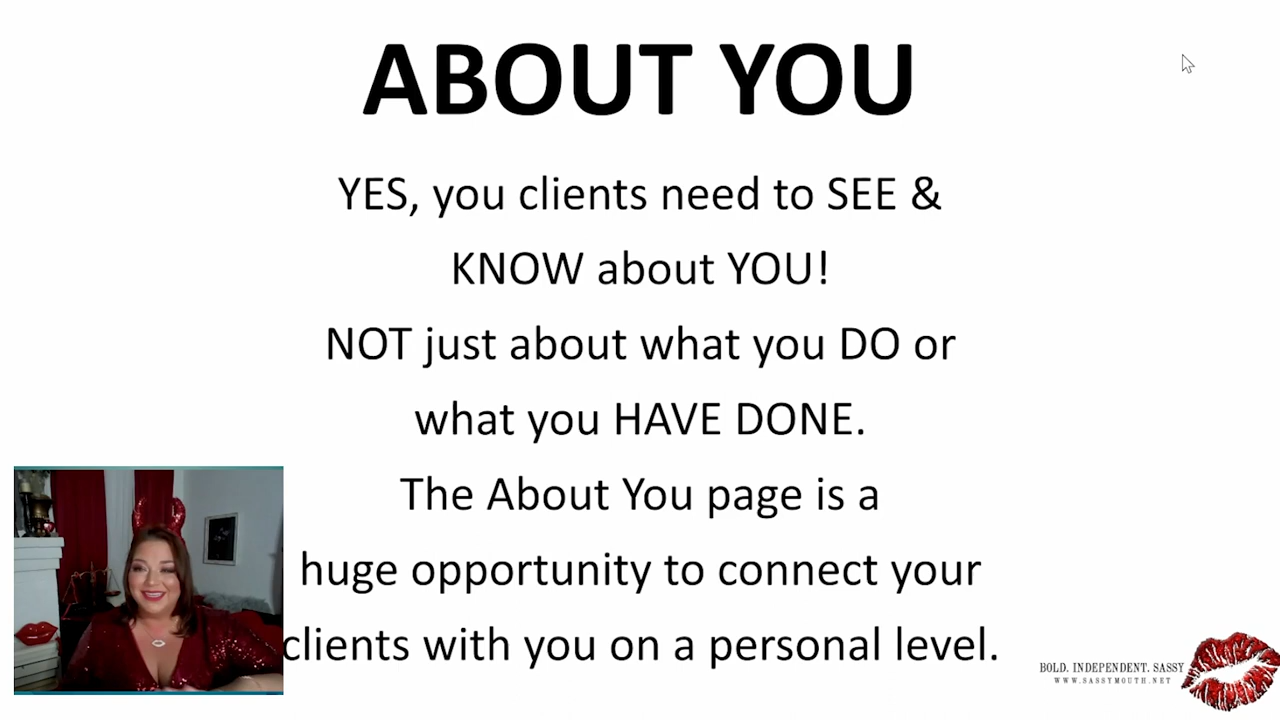 ABOUT YOU
YES, you clients need to SEE &
KNOW about YOU!
NOT just about what you DO or
what you HAVE DONE.
The About You page is a
huge opportunity to connect your
clients with you on a personal level.
BOLD. INDEPENDENT. SASSY
WWW.SASSYMOUTH.NET